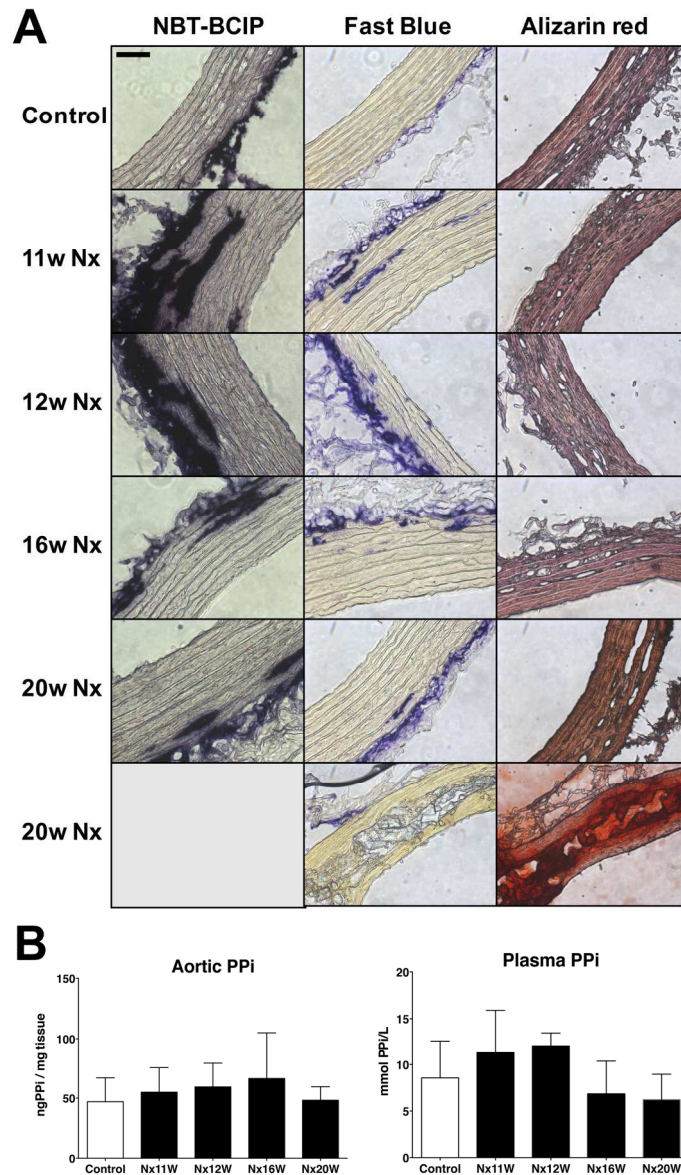 A
NBT-BCIP Fast Blue Alizarin red
Control
11w Nx
12w Nx
16w Nx
20w Nx
20w Nx
B
Aortic PPi
ngPPi / mg tissue
150
100
50
0
Control Nx11W Nx12W Nx16W Nx20W
Plasma PPi
mmol PPi/L
20
15
10
5
0
Control Nx11W Nx12W Nx16W Nx20W